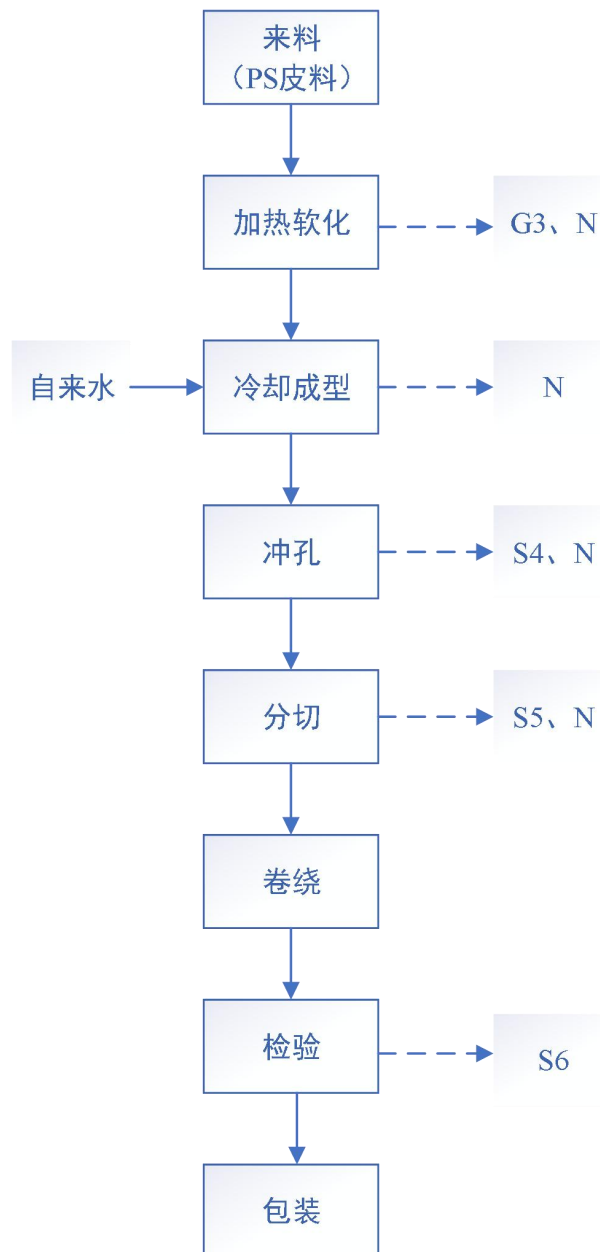 来料
（PS皮料）
加热软化
G3、N
自来水
冷却成型
N
冲孔
S4、N
分切
S5、N
卷绕
检验
S6
包装